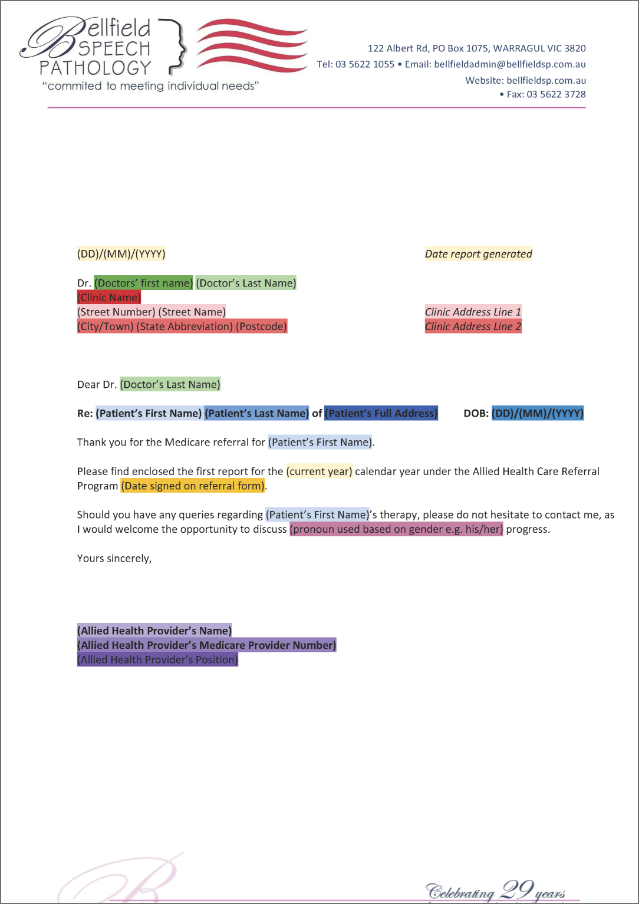 Bellfield
SPEECH
PATHOLOGY
“commited to meeting individual needs”
122 Albert Rd, PO Box 1075, WARRAGUL VIC 3820
Tel: 03 5622 1055 • Email: bellfieldadmin@bellfieldsp.com.au
Website: bellfieldsp.com.au
• Fax: 03 5622 3728
(DD)/(MM)/(YYYY) Date report generated
Dr. (Doctors’ first name) (Doctor’s Last Name)
(Clinic Name)
(Street Number) (Street Name) Clinic Address Line 1
(City/Town) (State Abbreviation) (Postcode) Clinic Address Line 2
Dear Dr. (Doctor’s Last Name)
Re: (Patient’s First Name) (Patient’s Last Name) of (Patient’s Full Address) DOB: (DD)/(MM)/(YYYY)
Thank you for the Medicare referral for (Patient’s First Name).
Please find enclosed the first report for the (current year) calendar year under the Allied Health Care Referral
Program (Date signed on referral form).
Should you have any queries regarding (Patient’s First Name)’s therapy, please do not hesitate to contact me, as
I would welcome the opportunity to discuss (pronoun used based on gender e.g. his/her) progress.
Yours sincerely,
(Allied Health Provider’s Name)
(Allied Health Provider’s Medicare Provider Number)
(Allied Health Provider’s Position)
B
Celebrating 29 years